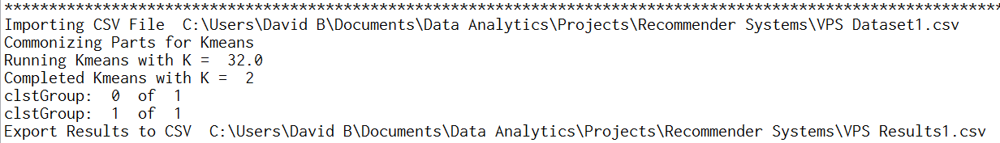 ********************************************************************************************************************
Importing CSV File  C:\Users\David B\Documents\Data Analytics\Projects\Recommender Systems\VPS Dataset1.csv
Commonizing Parts for Kmeans
Running Kmeans with K =  32.0
Completed Kmeans with K =  2
clstGroup:  0  of  1
clstGroup:  1  of  1
Export Results to CSV  C:\Users\David B\Documents\Data Analytics\Projects\Recommender Systems\VPS Results1.csv